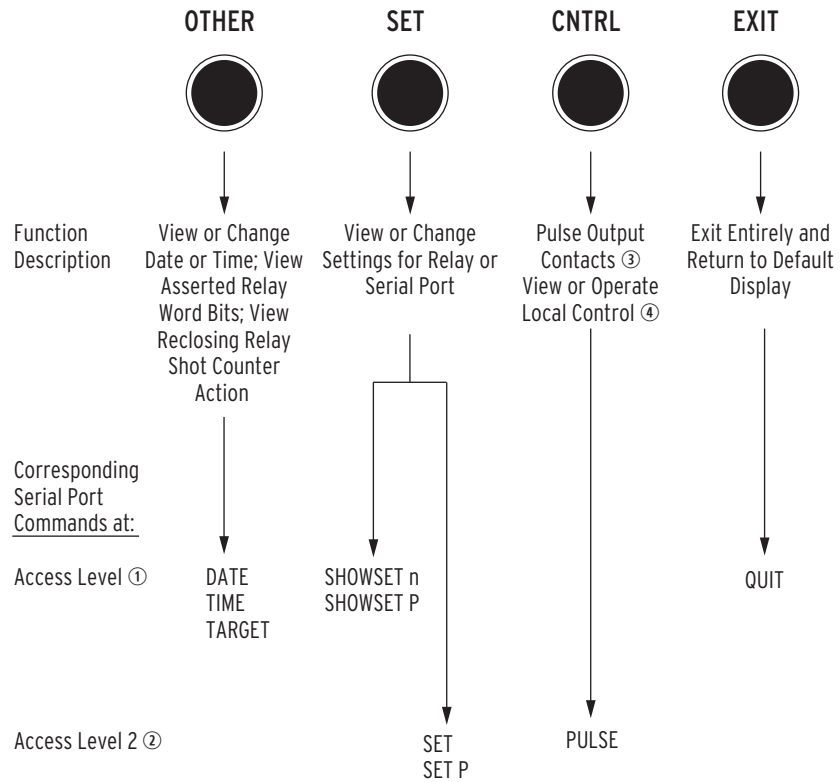 OTHER SET CNTRL EXIT
Function
Description
View or Change
Date or Time; View
Asserted Relay
Word Bits; View
Reclosing Relay
Shot Counter
Action
View or Change
Settings for Relay or
Serial Port
Pulse Output
Contacts ③
View or Operate
Local Control ④
Exit Entirely and
Return to Default
Display
Corresponding
Serial Port
Commands at:
Access Level ①
DATE
TIME
TARGET
SHOWSET n
SHOWSET P
QUIT
Access Level 2 ②
SET
SET P
PULSE